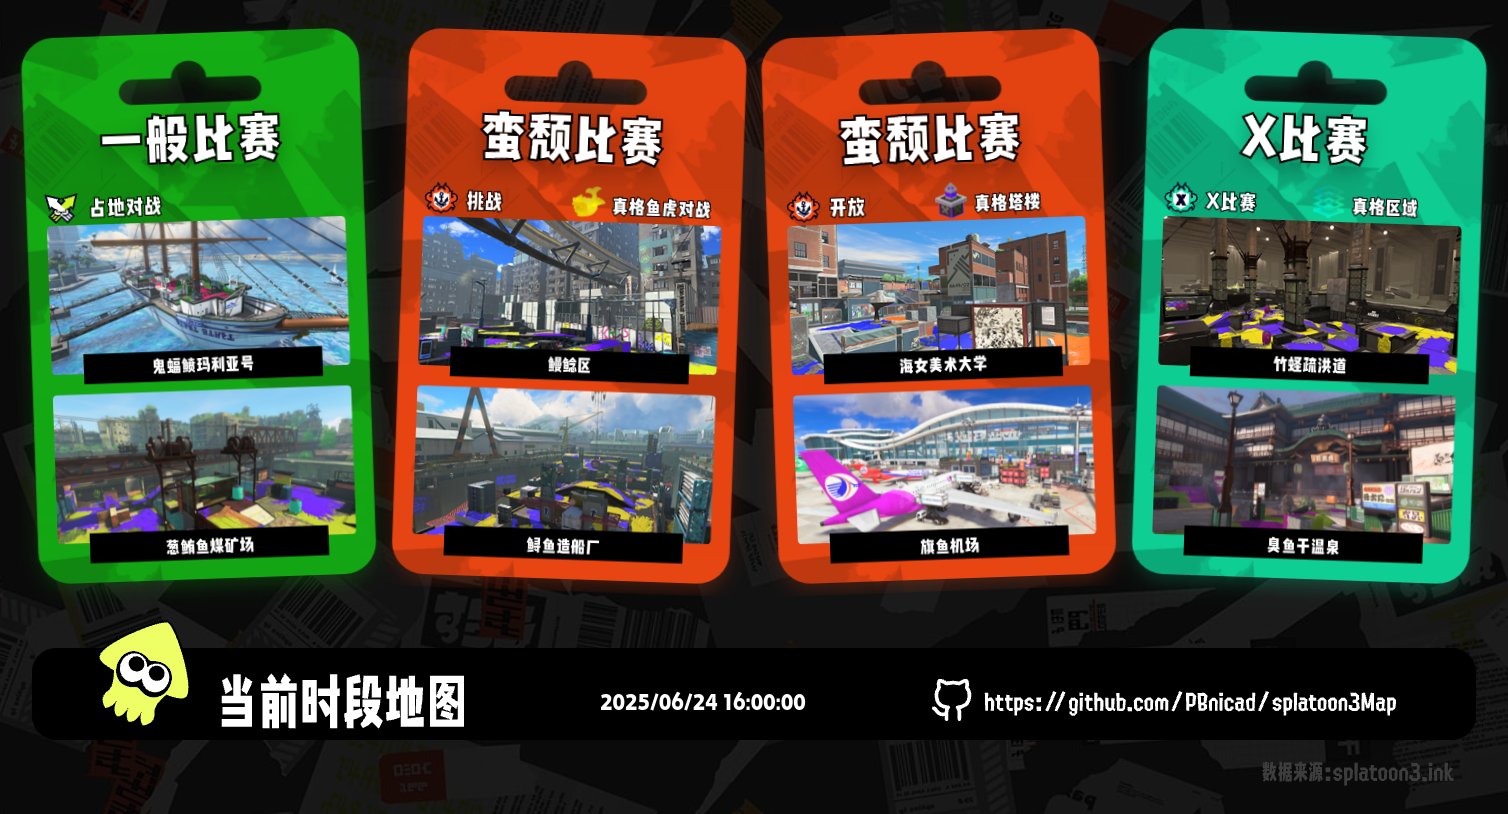 一般比赛
占地对战
鬼蝠鲼玛利亚号
葱鲔鱼煤矿场
蛮颓比赛
挑战
真格鱼虎对战
鳗鲶区
鲟鱼造船厂
蛮颓比赛
开放
真格塔楼
海女美术大学
旗鱼机场
X比赛
X比赛
真格区域
竹蛏疏洪道
臭鱼干温泉
当前时段地图
2025/06/24 16:00:00
https://github.com/PBnicad/splatoon3Map
数据来源:splatoon3.ink